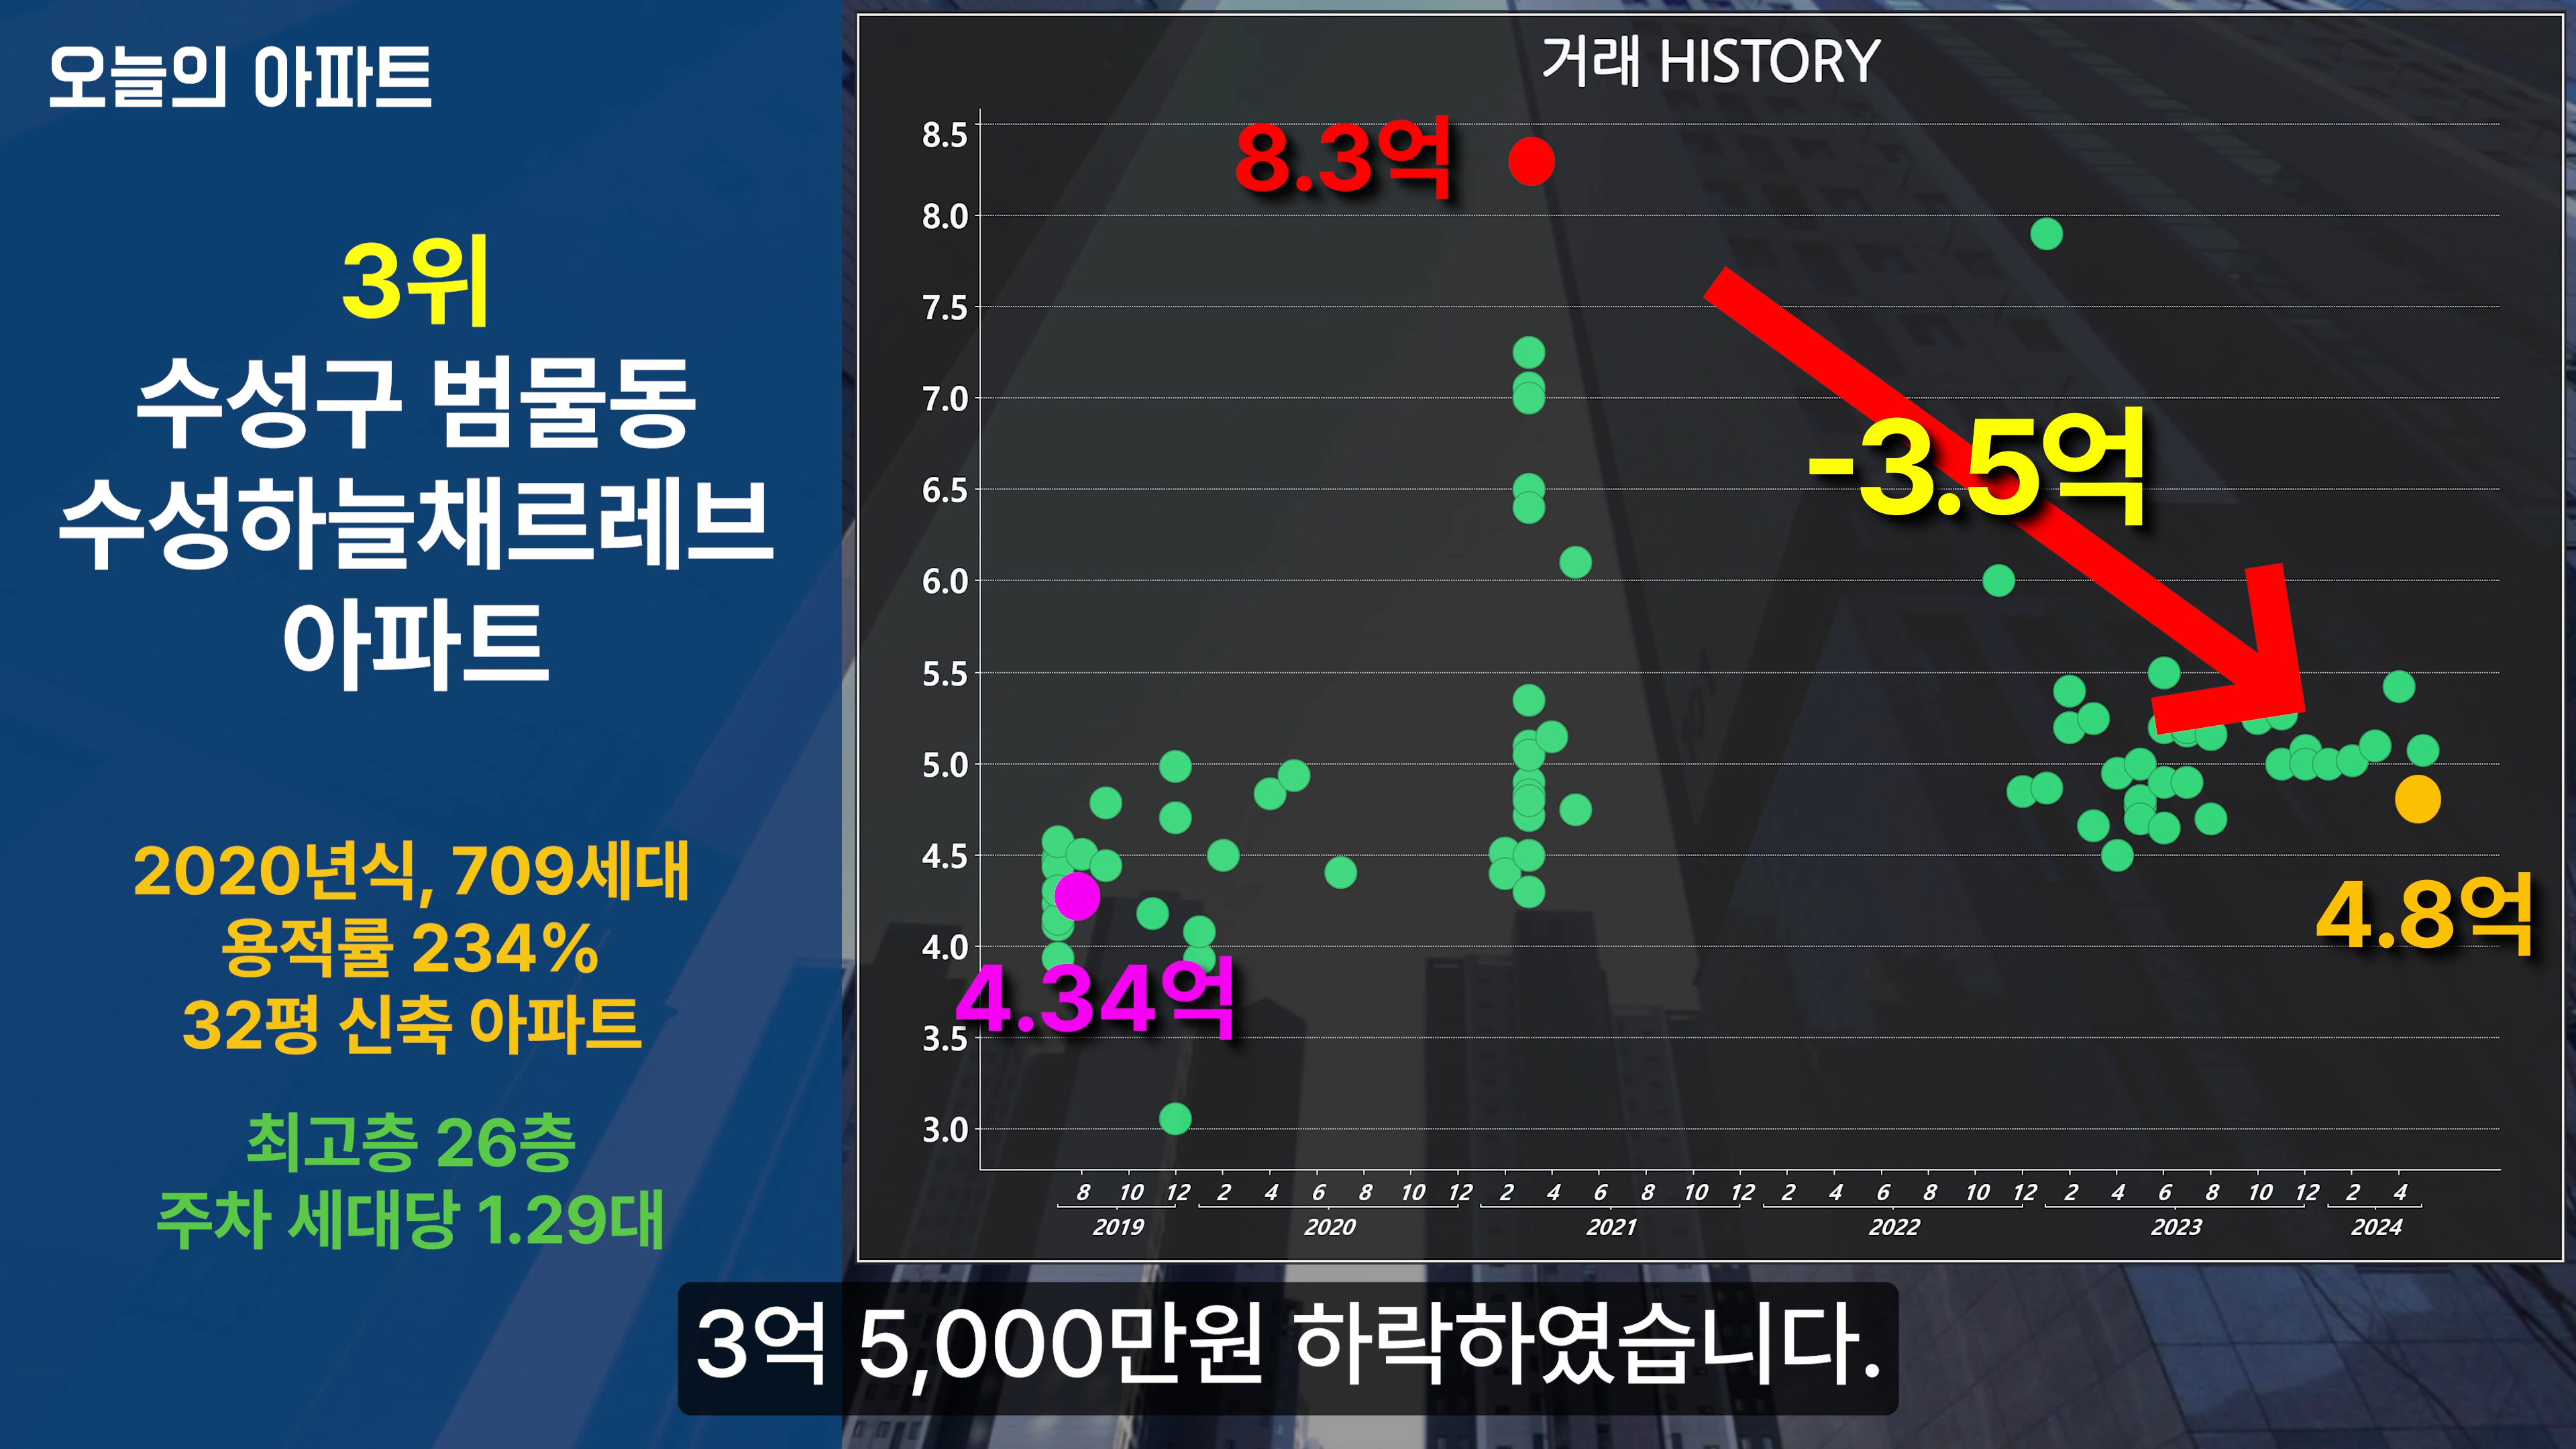 오늘의 아파트
3위
수성구 범물동
수성하늘채르레브
아파트
2020년식, 709세대
용적률 234%
32평 신축 아파트
최고층 26층
주차 세대당 1.29대
거래 HISTORY
8.5
8.0
7.5
7.0
6.5
6.0
5.5
5.0
4.5
4.0
3.5
3.0
8.3억
-3.5억
4.8억
4.34억
8 10 12 2 4 6 8 10 12 2 4 6 8 10 12 2 4 6 8 10 12 2 4 6 8 10 12 2 4
2019 2020 2021 2022 2023 2024
3억 5,000만원 하락하였습니다.